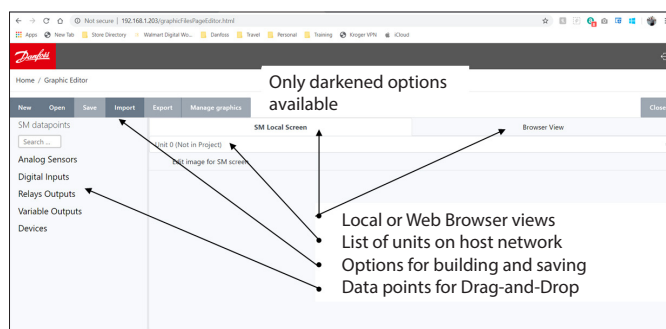 Not secure | 192.168.1.203/graphicFilesPageEditor.html
Apps New Tab Store Directory Walmart Digital Wo... Danfoss Travel Personal Training Kroger VPN iCloud
Danfoss
Home / Graphic Editor
Only darkened options
available
New Open Save Import Export Manage graphics Close
SM datapoints
SM Local Screen Browser View
Search...
Unit 0 (Not in Project)
Analog Sensors
Edit image for SM screen
Digital Inputs
Relays Outputs
Variable Outputs
Devices
• Local or Web Browser views
• List of units on host network
• Options for building and saving
• Data points for Drag-and-Drop